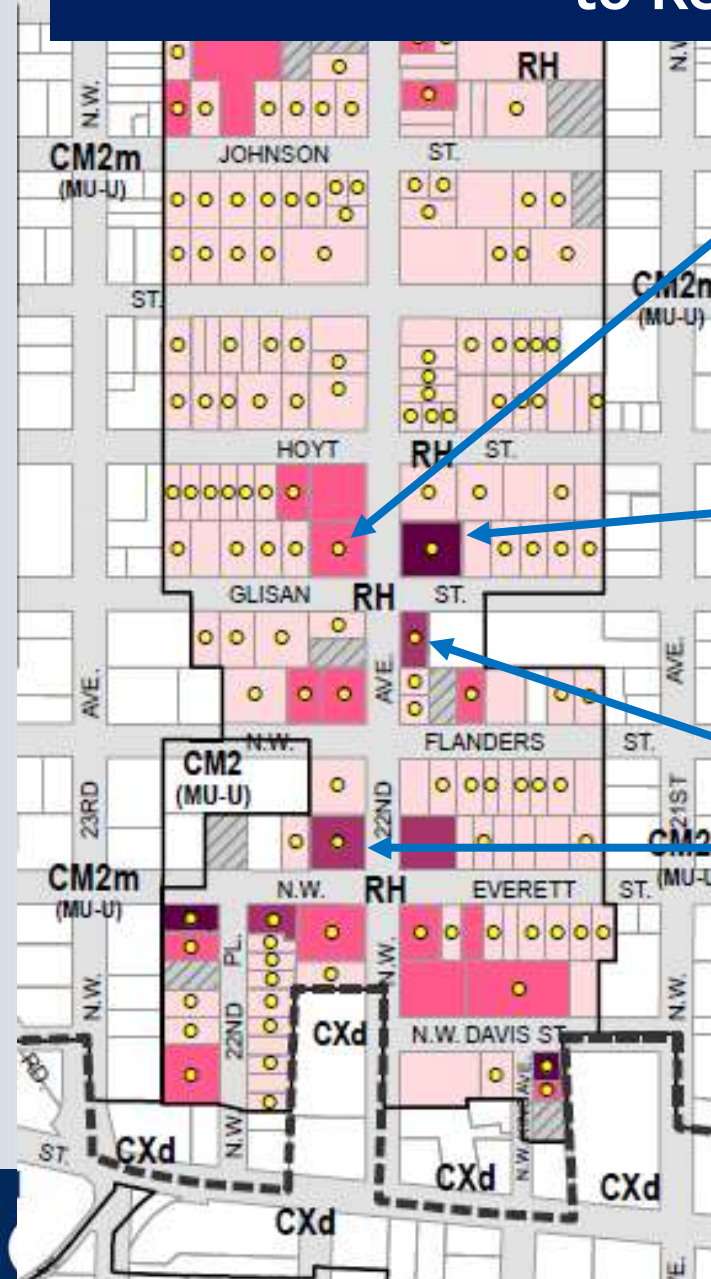 RH
N.W.
JOHNSON ST.
CM2m
(MU-U)
ST.
(MU-U)
HOYT ST.
RH
GLISAN ST.
RH
AVE.
AVE.
AVE.
N.W.
FLANDERS
ST.
CM2
(MU-U)
23RD
22ND
21ST
CM2m
(MU-U)
N.W.
RH
EVERETT
ST.
N.W.
22ND PL.
N.W.
N.W.
N.W.
CXd
N.W. DAVIS ST.
RD.
AVE.
ST.
CXd
N.W.
CXd
N.W.
CXd
CXd